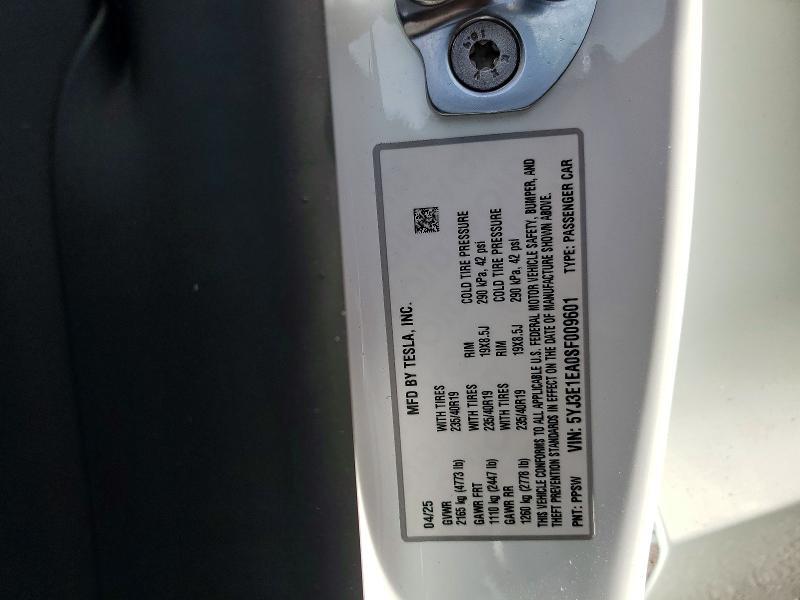 MFD BY TESLA, INC.
04/25
GVWR WITH TIRES RIM COLD TIRE PRESSURE
2165 kg (4773 lb) 235/40R19 19X8.5J 290 kPa, 42 psi
GAWR FRT WITH TIRES RIM COLD TIRE PRESSURE
1110 kg (2447 lb) 235/40R19 19X8.5J 290 kPa, 42 psi
GAWR RR WITH TIRES
1260 kg (2778 lb) 235/40R19
THIS VEHICLE CONFORMS TO ALL APPLICABLE U.S. FEDERAL MOTOR VEHICLE SAFETY, BUMPER, AND
THEFT PREVENTION STANDARDS IN EFFECT ON THE DATE OF MANUFACTURE SHOWN ABOVE.
PNT: PPSW VIN: 5YJ3E1EA0SF009601 TYPE: PASSENGER CAR